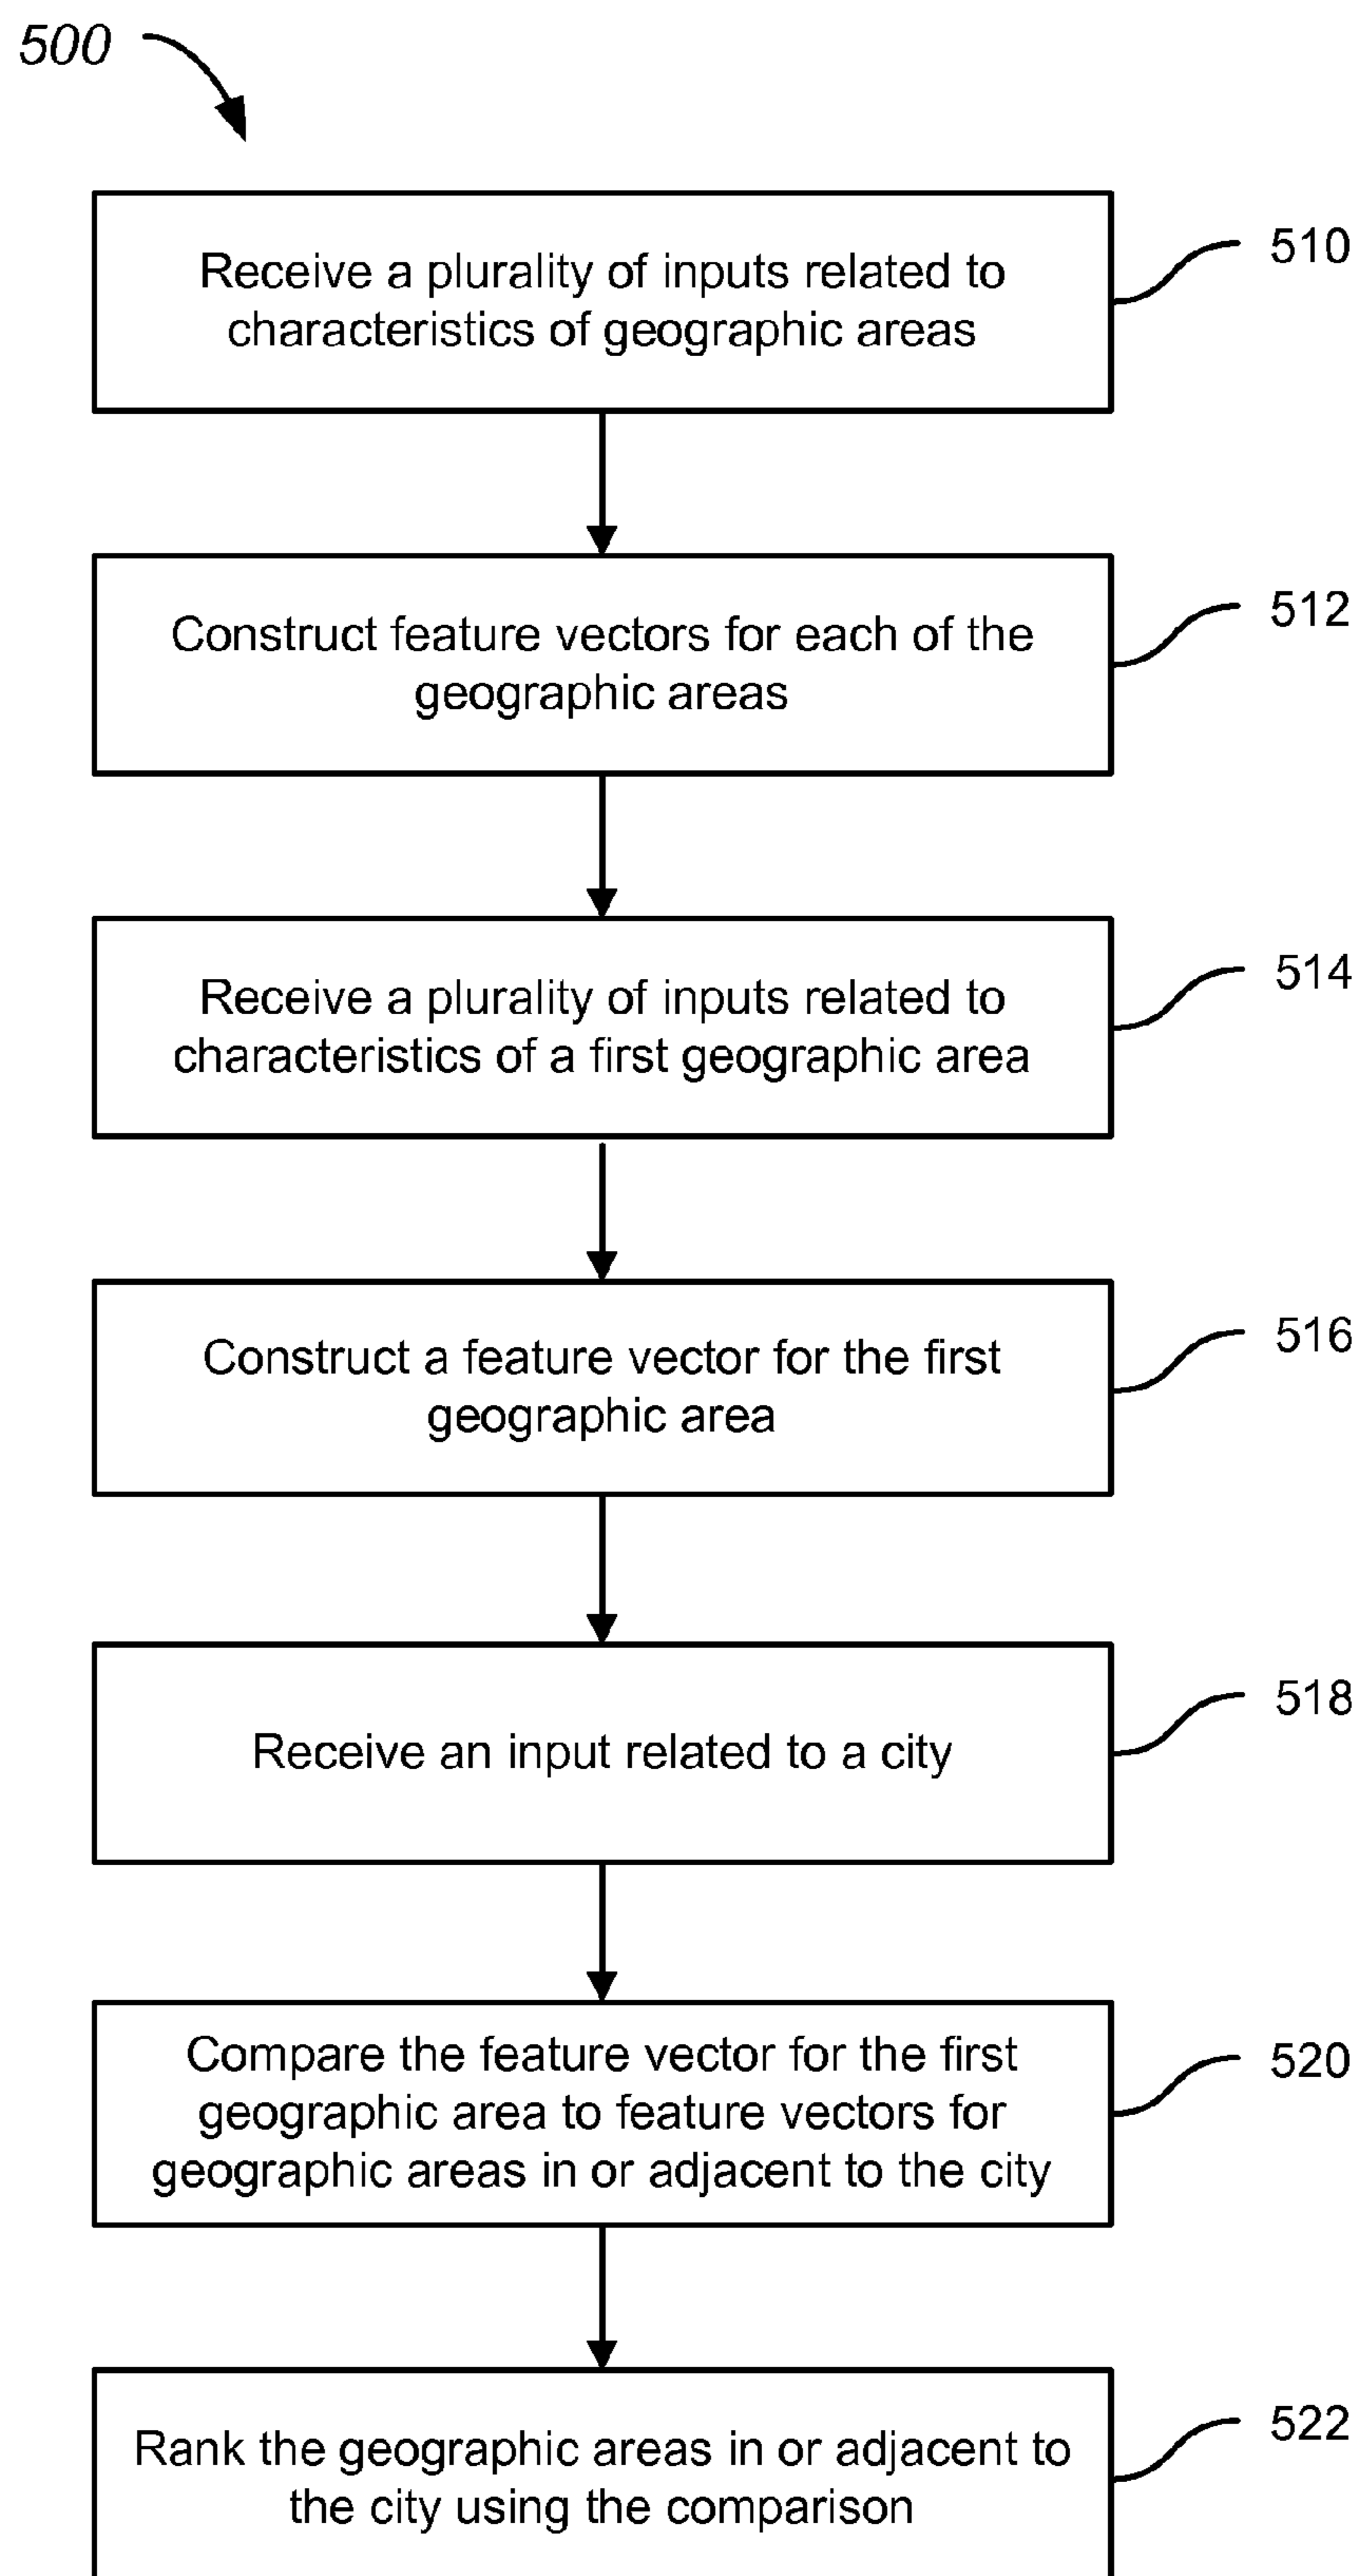 500
Receive a plurality of inputs related to
characteristics of geographic areas
510
Construct feature vectors for each of the
geographic areas
512
Receive a plurality of inputs related to
characteristics of a first geographic area
514
Construct a feature vector for the first
geographic area
516
Receive an input related to a city
518
Compare the feature vector for the first
geographic area to feature vectors for
geographic areas in or adjacent to the city
520
Rank the geographic areas in or adjacent to
the city using the comparison
522